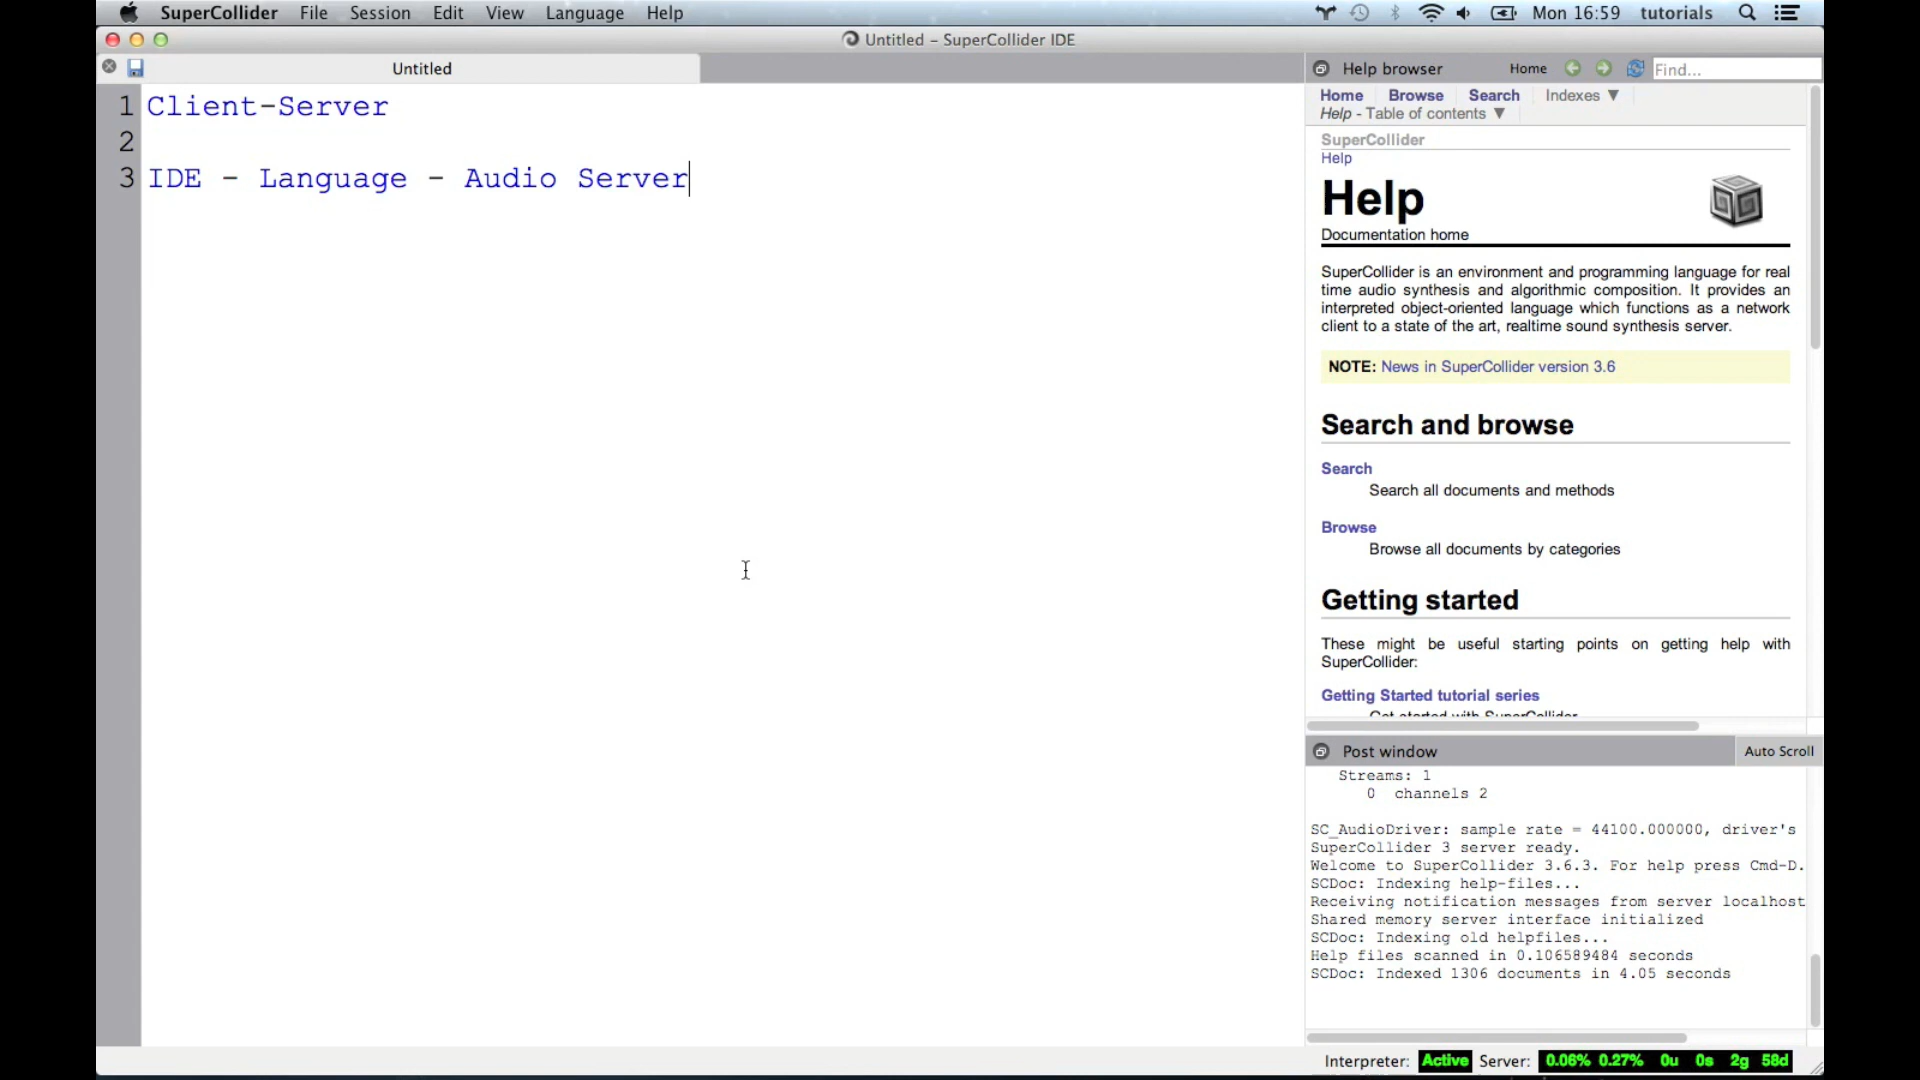 SuperCollider File Session Edit View Language Help Mon 16:59 tutorials
Untitled – SuperCollider IDE
Untitled
1 Client-Server
2
3 IDE - Language - Audio Server
Help browser Home Find...
Home Browse Search Indexes ▼
Help - Table of contents ▼
SuperCollider
Help
Help
Documentation home
SuperCollider is an environment and programming language for real
time audio synthesis and algorithmic composition. It provides an
interpreted object-oriented language which functions as a network
client to a state of the art, realtime sound synthesis server.
NOTE: News in SuperCollider version 3.6
Search and browse
Search
Search all documents and methods
Browse
Browse all documents by categories
Getting started
These might be useful starting points on getting help with
SuperCollider:
Getting Started tutorial series
Get started with SuperCollider
Post window Auto Scroll
Streams: 1
0 channels 2
SC_AudioDriver: sample rate = 44100.000000, driver's
SuperCollider 3 server ready.
Welcome to SuperCollider 3.6.3. For help press Cmd-D.
SCDoc: Indexing help-files...
Receiving notification messages from server localhost
Shared memory server interface initialized
SCDoc: Indexing old helpfiles...
Help files scanned in 0.106589484 seconds
SCDoc: Indexed 1306 documents in 4.05 seconds
Interpreter: Active Server: 0.06% 0.27% 0u 0s 2g 58d